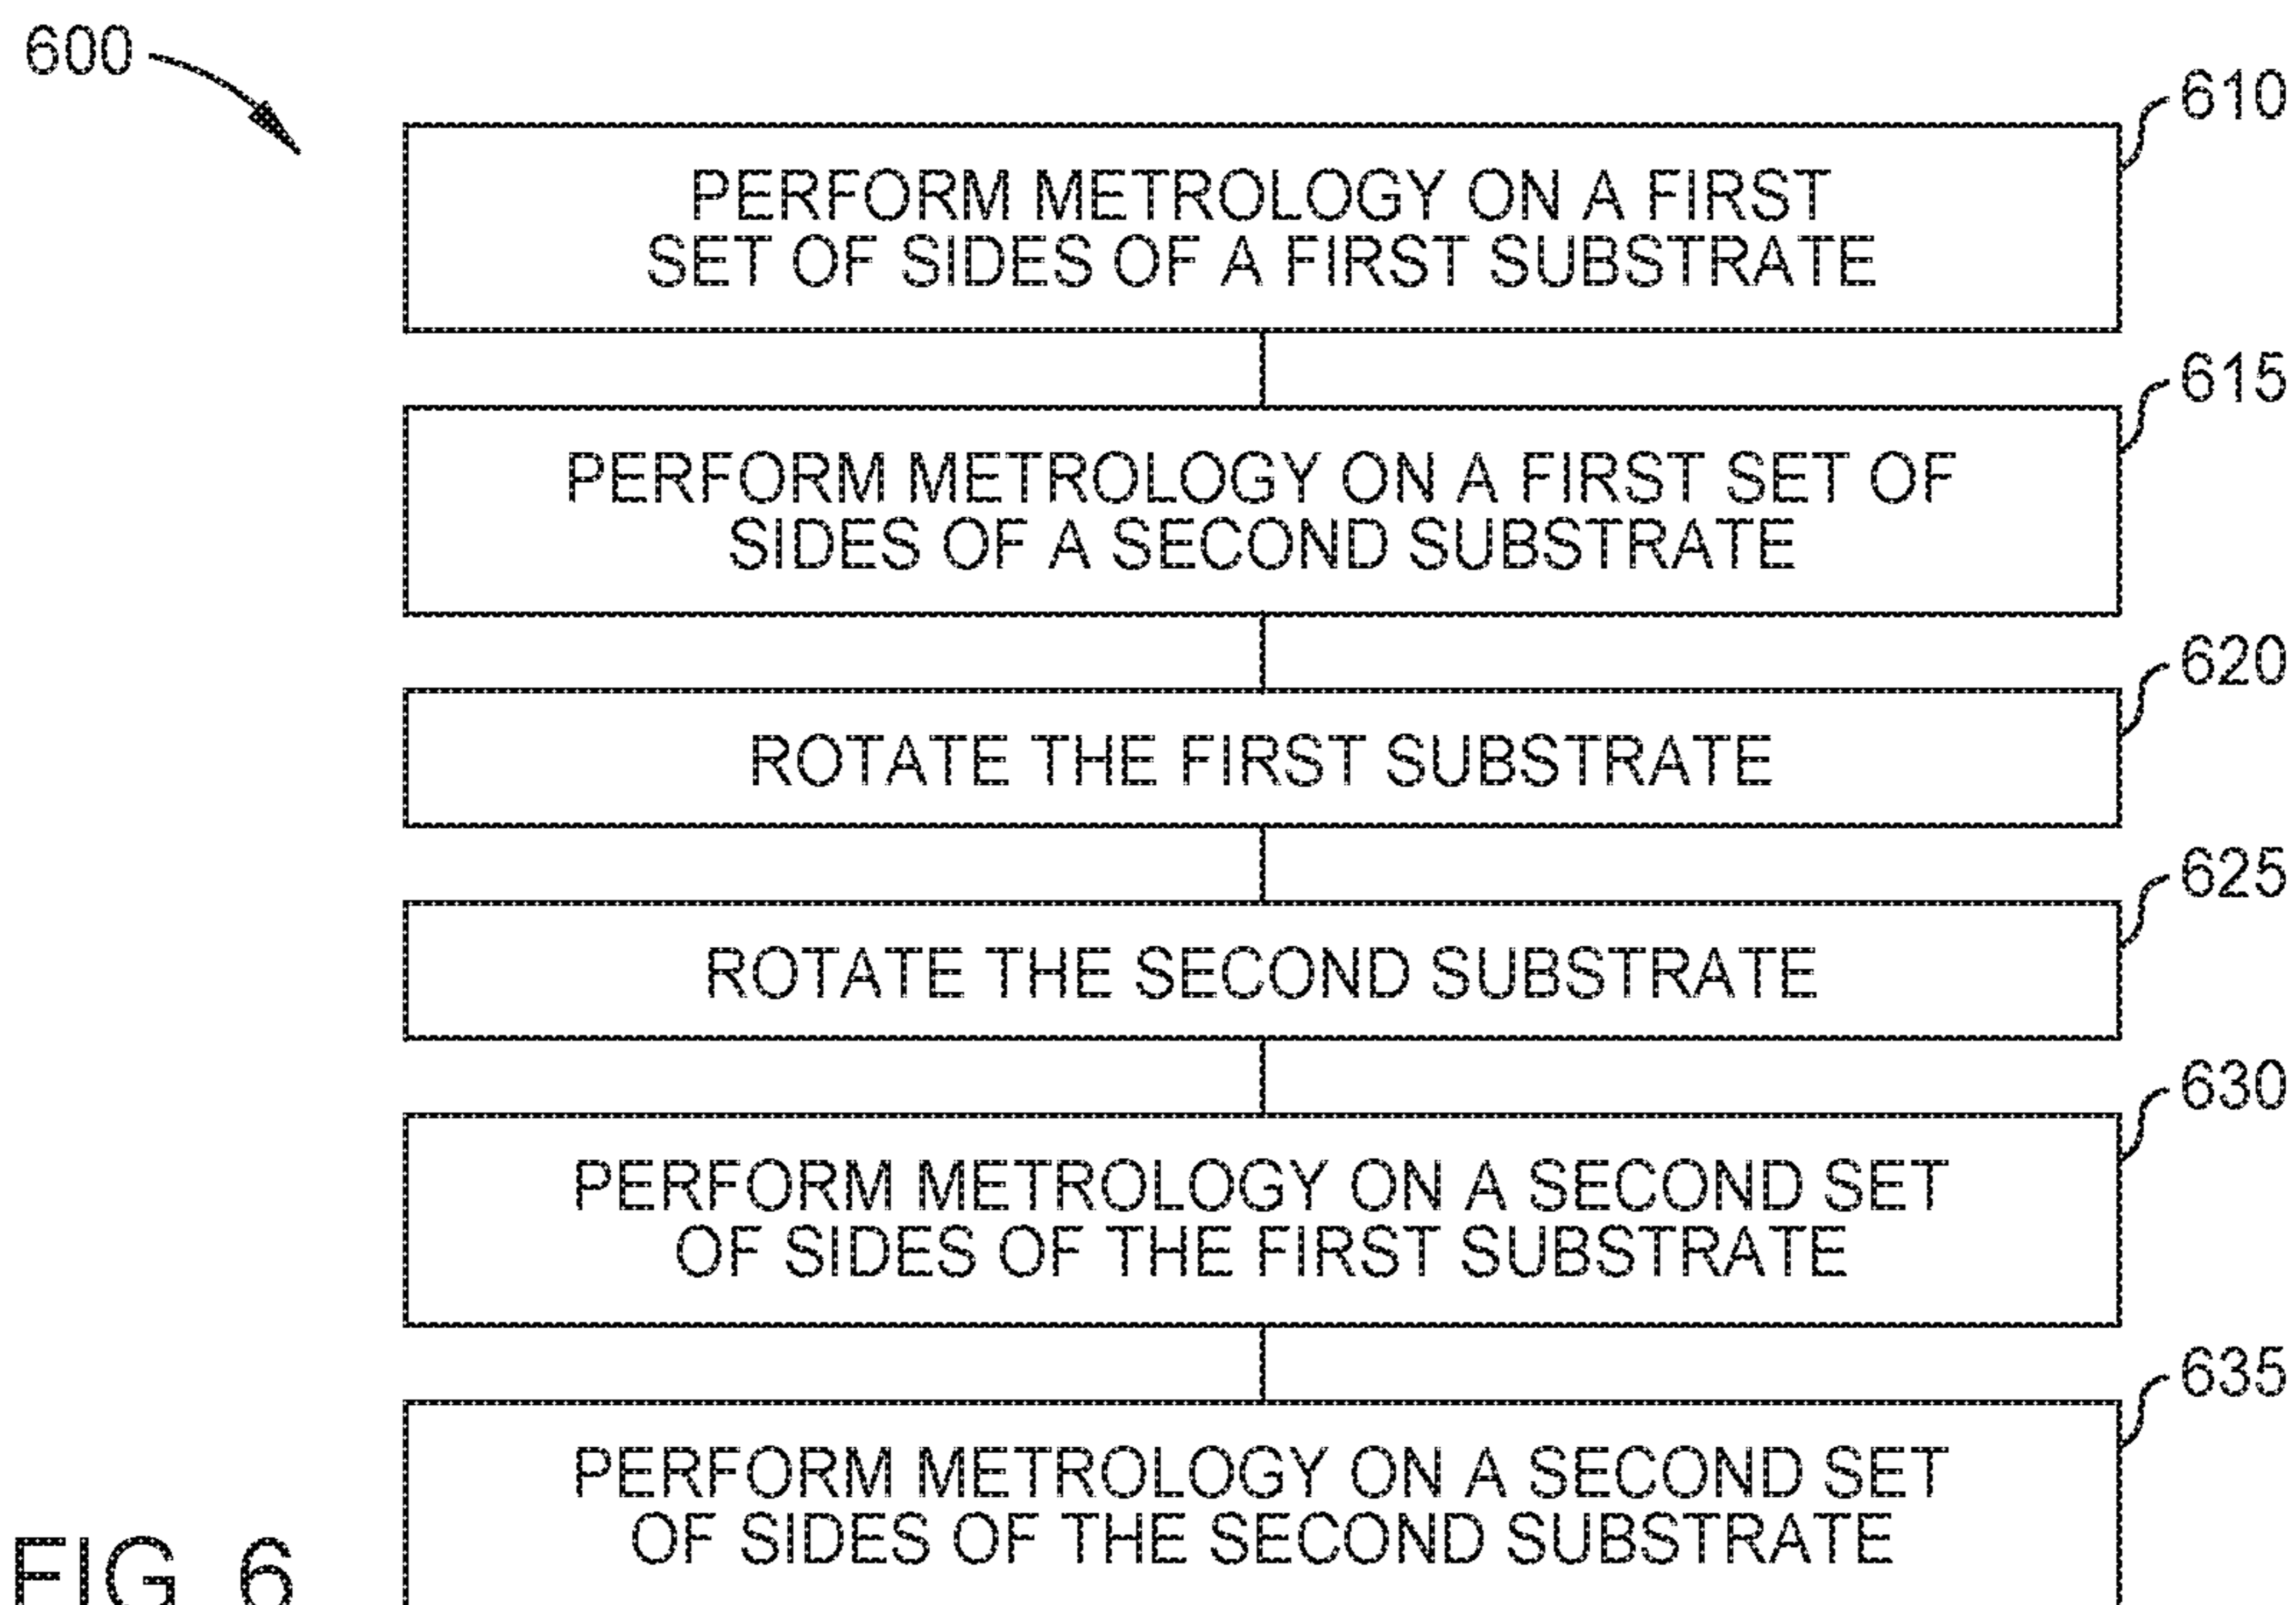 600
610
PERFORM METROLOGY ON A FIRST
SET OF SIDES OF A FIRST SUBSTRATE
615
PERFORM METROLOGY ON A FIRST SET OF
SIDES OF A SECOND SUBSTRATE
620
ROTATE THE FIRST SUBSTRATE
625
ROTATE THE SECOND SUBSTRATE
630
PERFORM METROLOGY ON A SECOND SET
OF SIDES OF THE FIRST SUBSTRATE
635
PERFORM METROLOGY ON A SECOND SET
OF SIDES OF THE SECOND SUBSTRATE
FIG 6